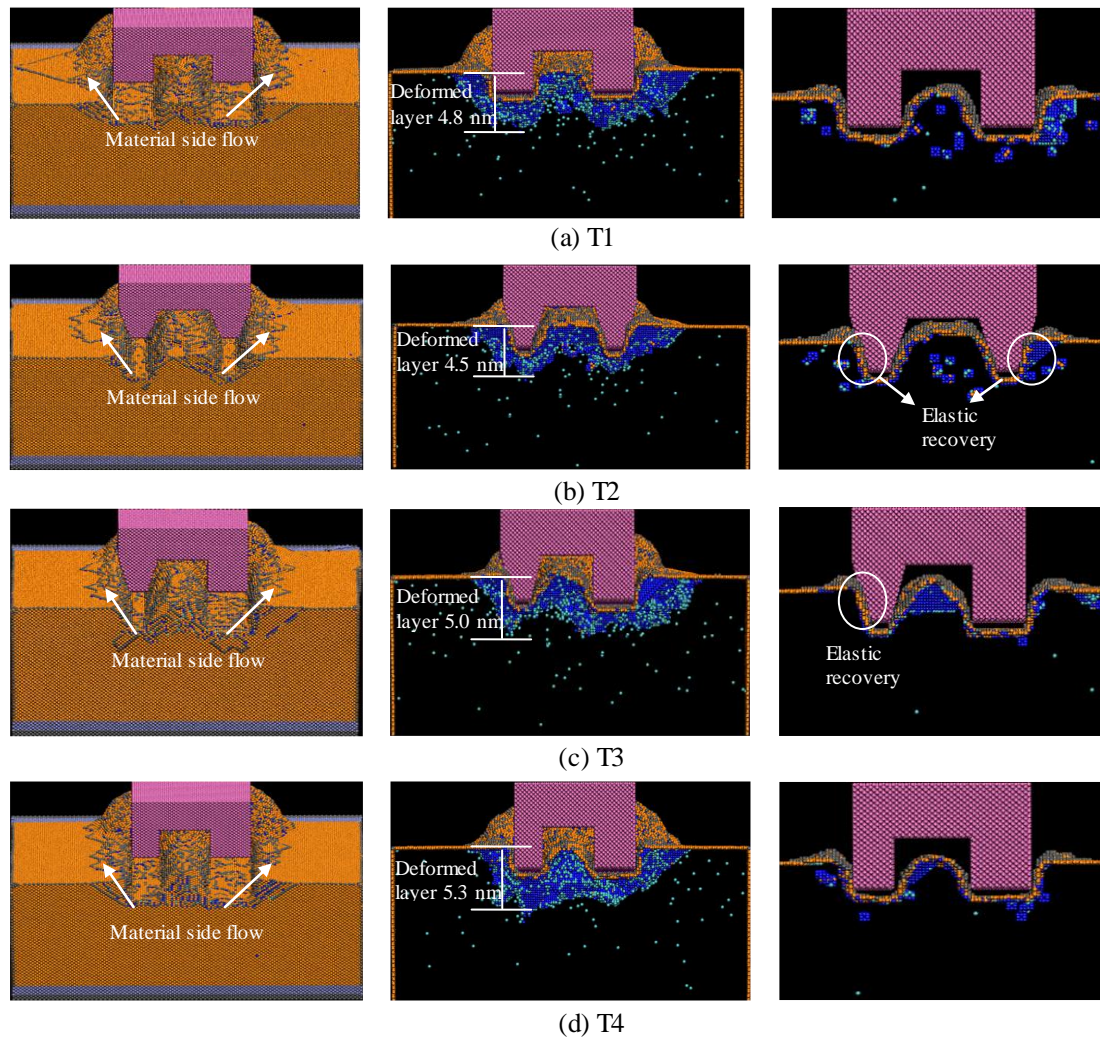 Material side flow
Deformed
layer 4.8 nm
(a) T1
Material side flow
Deformed
layer 4.5 nm
Elastic
recovery
(b) T2
Material side flow
Deformed
layer 5.0 nm
Elastic
recovery
(c) T3
Material side flow
Deformed
layer 5.3 nm
(d) T4